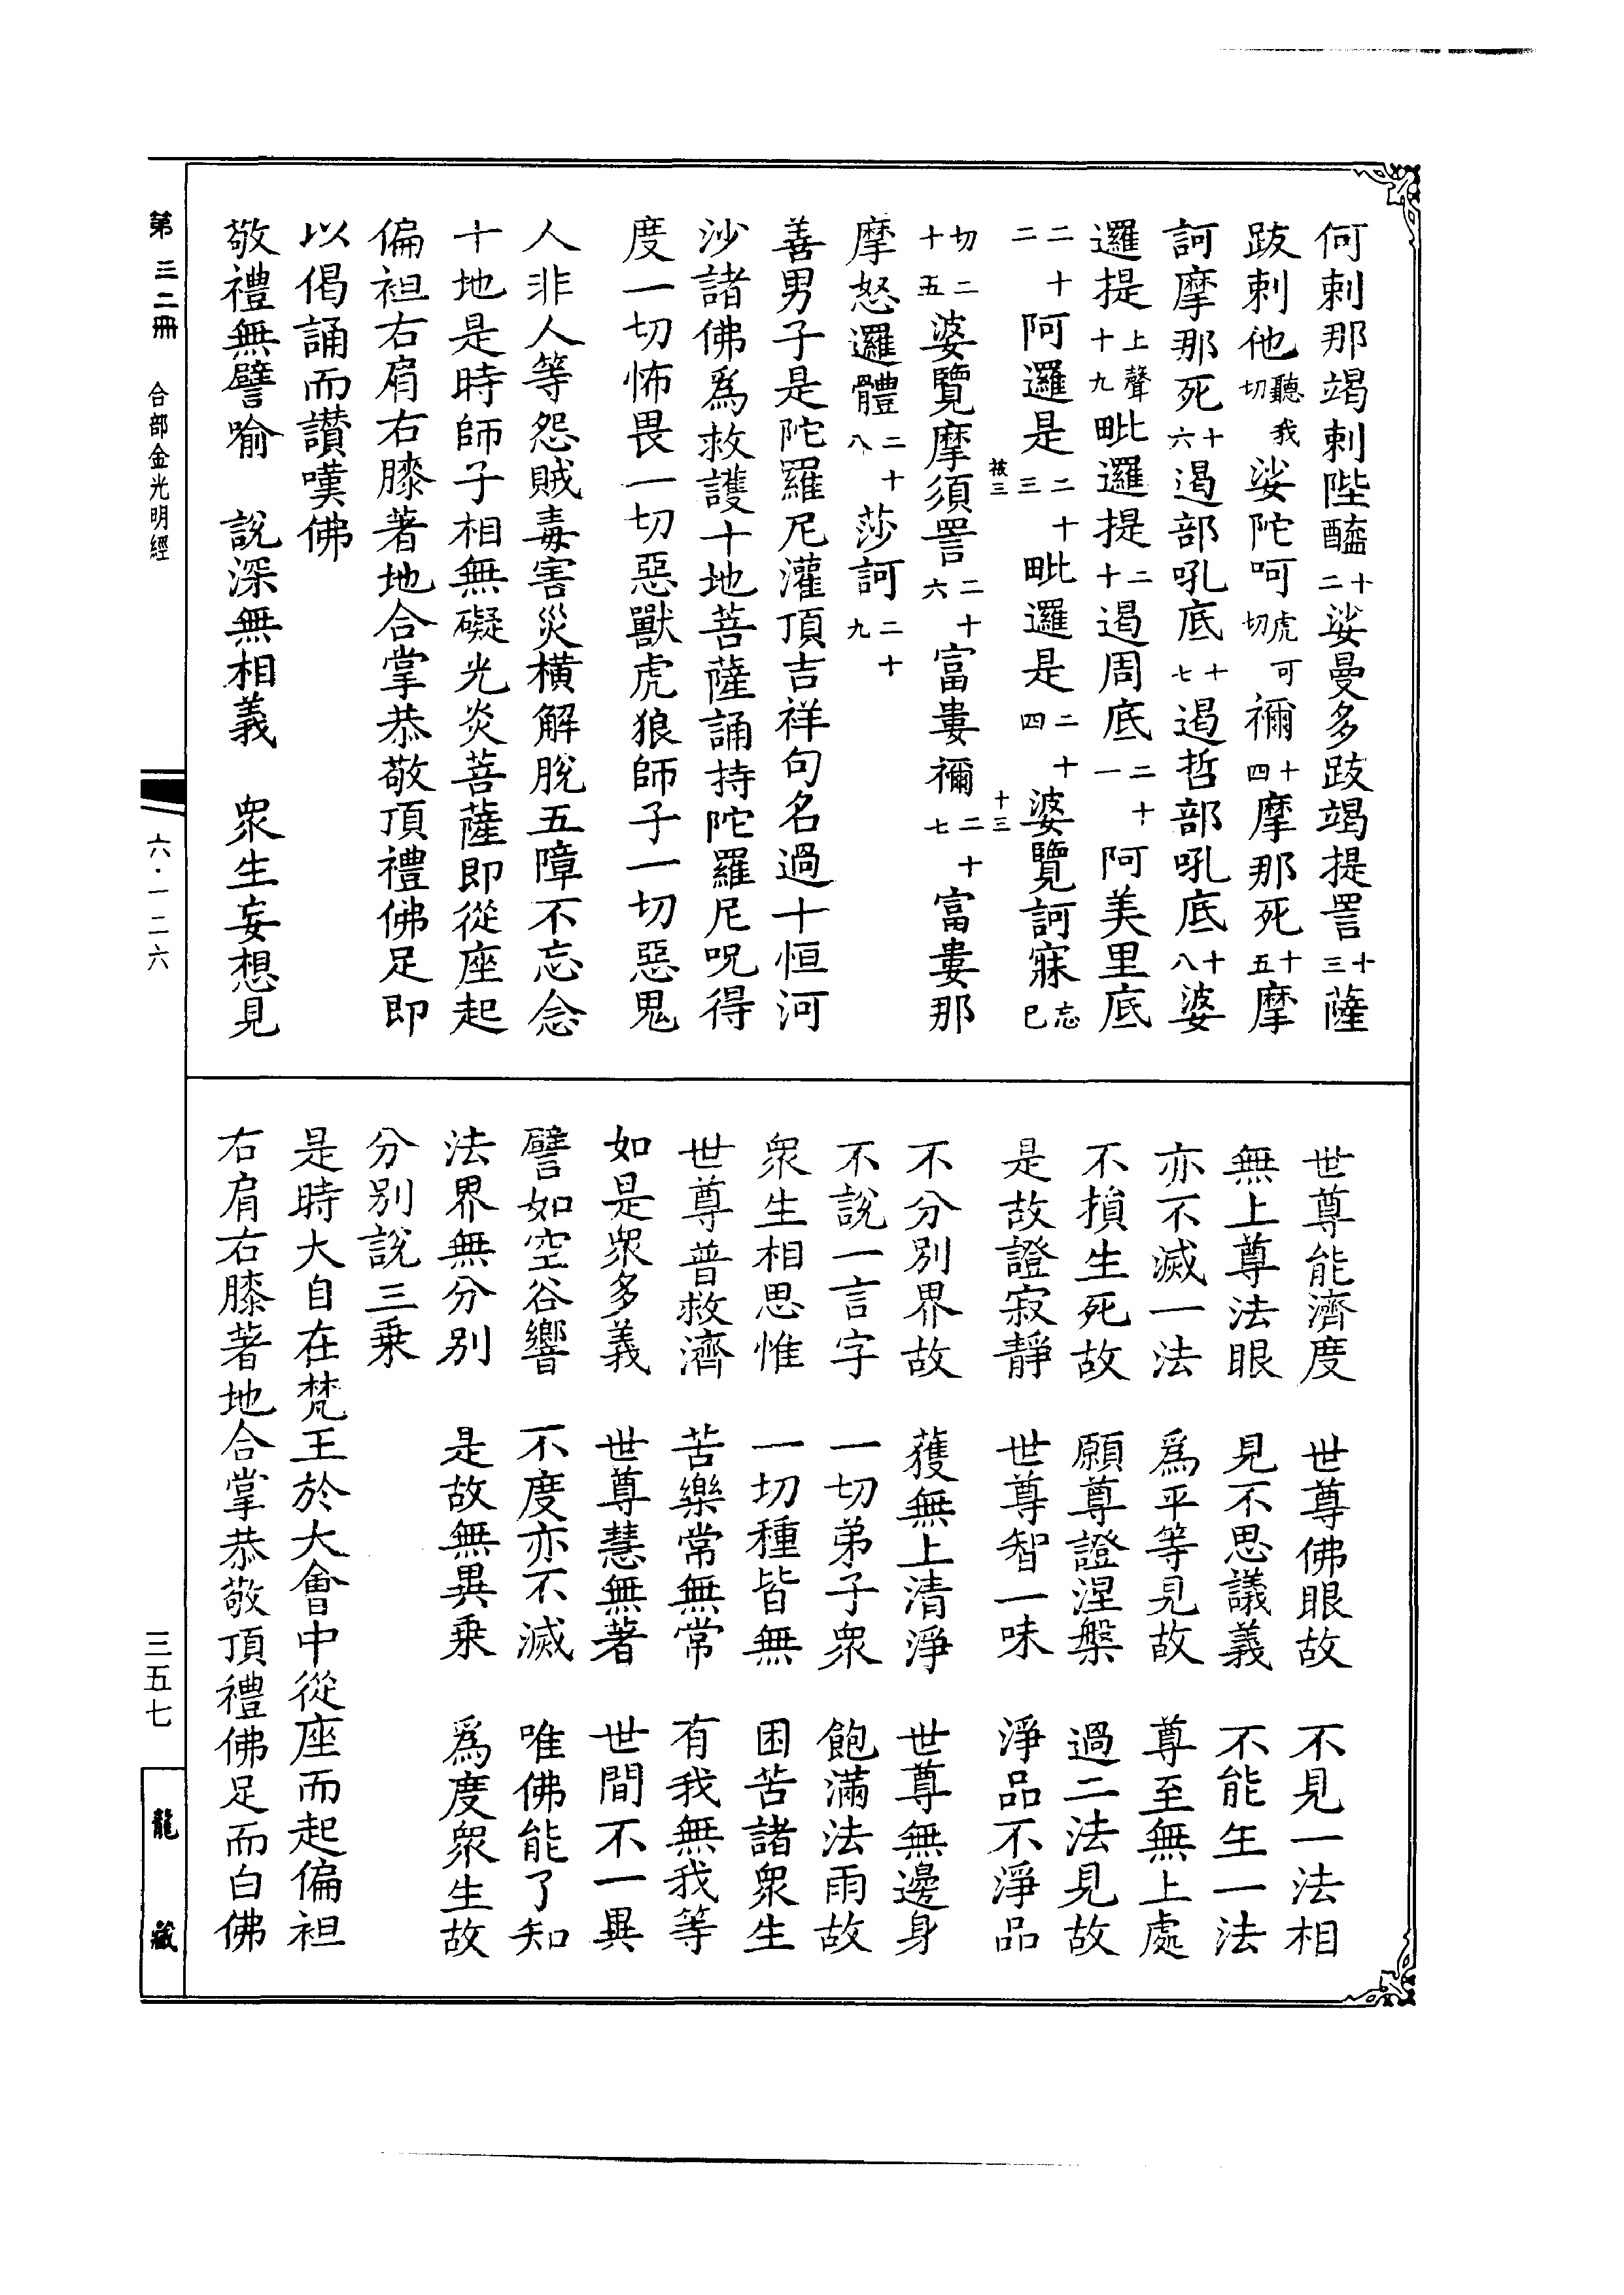 何剌那竭剌陛醯十二娑曼多跋竭提詈十三薩
跋剌他聽我切娑陀呵虎可切禰十四摩那死十五摩
訶摩那死十六遏部吼底十七遏哲部吼底十八婆
邏提上聲十九毗邏提二十遏周底二十一阿美里底
二十二阿邏是二十三毗邏是二十四婆覽訶寐忘巳
切二十五婆覽摩須詈二十六富婁禰二十七富婁那
摩怒邏體二十八莎訶二十九
善男子是陀羅尼灌頂吉祥句名過十恒河
沙諸佛爲救護十地菩薩誦持陀羅尼呪得
度一切怖畏一切惡獸虎狼師子一切惡鬼
人非人等怨賊毒害災橫解脫五障不忘念
十地是時師子相無礙光炎菩薩即從座起
偏袒右肩右膝著地合掌恭敬頂禮佛足即
以偈誦而讚嘆佛
敬禮無譬喻　說深無相義　衆生妄想見
世尊能濟度　世尊佛眼故　不見一法相
無上尊法眼　見不思議義　不能生一法
亦不滅一法　爲平等見故　尊至無上處
不損生死故　願尊證涅槃　過二法見故
是故證寂靜　世尊智一味　淨品不淨品
不分別界故　獲無上清淨　世尊無邊身
不說一言字　一切弟子衆　飽滿法雨故
衆生相思惟　一切種皆無　困苦諸衆生
世尊普救濟　苦樂常無常　有我無我等
如是衆多義　世尊慧無著　世間不一異
譬如空谷響　不度亦不滅　唯佛能了知
法界無分別　是故無異乘　爲度衆生故
分別說三乘
是時大自在梵王於大會中從座而起偏袒
右肩右膝著地合掌恭敬頂禮佛足而白佛
第三二冊　合部金光明經
六·一二六
三五七
龍藏
十三